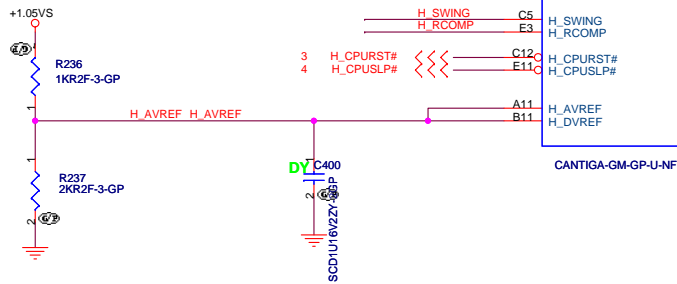 +1.05VS
R236
1KR2F-3-GP
1
H_AVREF H_AVREF
1
R237
2KR2F-3-GP
2
DY
1
C400
2
H_SWING C5 H_SWING
H_RCOMP E3 H_RCOMP
3 H_CPURST# C12 H_CPURST#
4 H_CPUSLP# E11 H_CPUSLP#
A11 H_AVREF
B11 H_DVREF
CANTIGA-GM-GP-U-NF